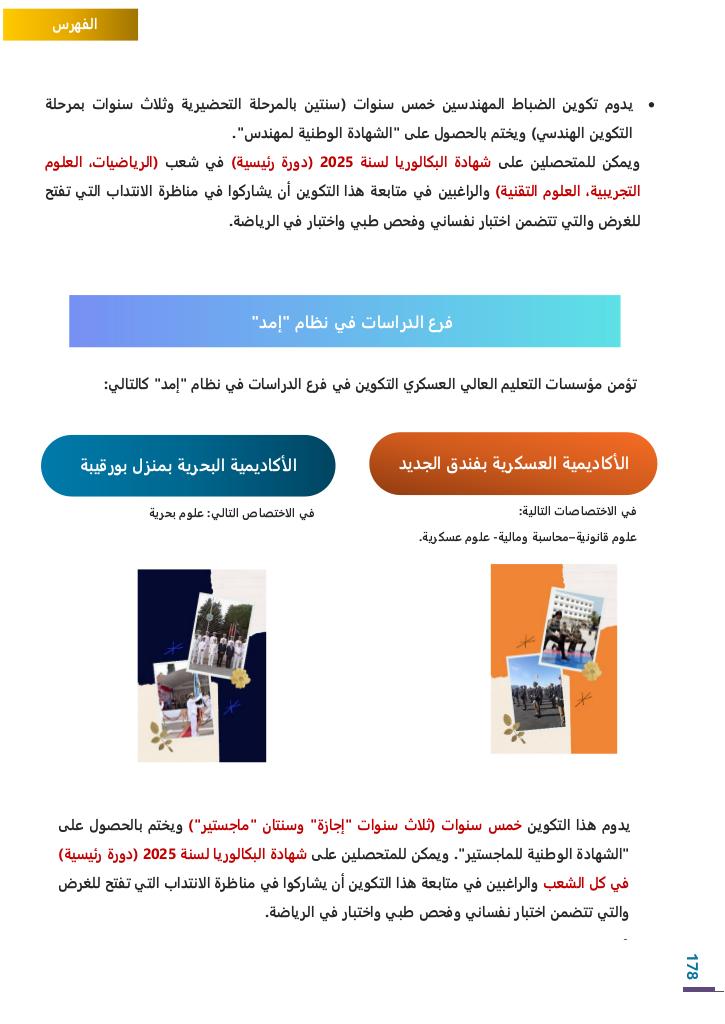 الفهرس
• يدوم تكوين الضباط المهندسين خمس سنوات (سنتين بالمرحلة التحضيرية وثلاث سنوات بمرحلة
التكوين الهندسي) ويختم بالحصول على "الشهادة الوطنية لمهندس".
ويمكن للمتحصلين على شهادة البكالوريا لسنة 2025 (دورة رئيسية) في شعب (الرياضيات، العلوم
التجريبية، العلوم التقنية) والراغبين في متابعة هذا التكوين أن يشاركوا في مناظرة الانتداب التي تفتح
للغرض والتي تتضمن اختبار نفساني وفحص طبي واختبار في الرياضة.
فرع الدراسات في نظام "إمد"
تؤمن مؤسسات التعليم العالي العسكري التكوين في فرع الدراسات في نظام "إمد" كالتالي:
الأكاديمية العسكرية بفندق الجديد
في الاختصاصات التالية:
علوم قانونية–محاسبة ومالية- علوم عسكرية.
الأكاديمية البحرية بمنزل بورقيبة
في الاختصاص التالي: علوم بحرية
يدوم هذا التكوين خمس سنوات (ثلاث سنوات "إجازة" وسنتان "ماجستير") ويختم بالحصول على
"الشهادة الوطنية للماجستير". ويمكن للمتحصلين على شهادة البكالوريا لسنة 2025 (دورة رئيسية)
في كل الشعب والراغبين في متابعة هذا التكوين أن يشاركوا في مناظرة الانتداب التي تفتح للغرض
والتي تتضمن اختبار نفساني وفحص طبي واختبار في الرياضة.
-
178